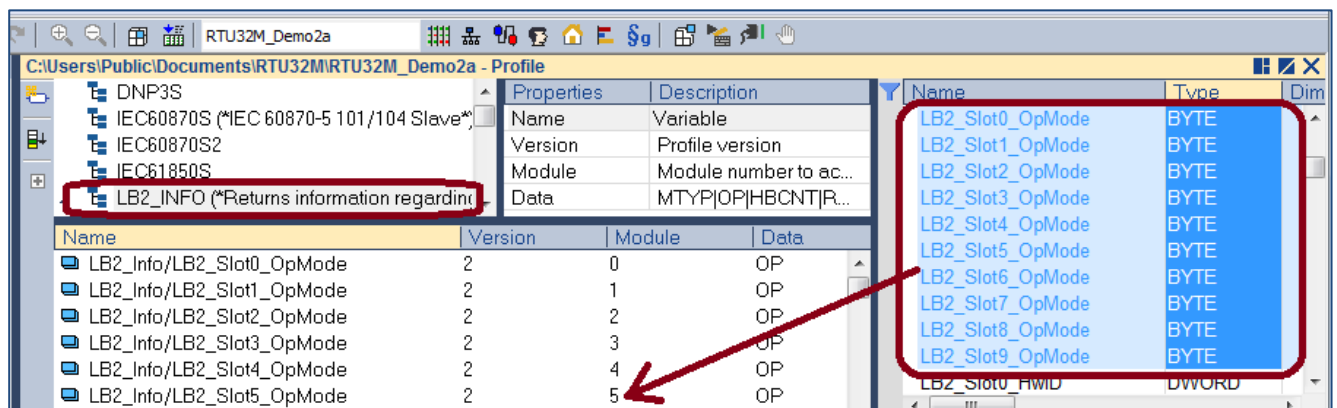 RTU32M_Demo2a
C:\Users\Public\Documents\RTU32M\RTU32M_Demo2a - Profile
DNP3S
IEC60870S (*IEC 60870-5 101/104 Slave*)
IEC60870S2
IEC61850S
LB2_INFO (*Returns information regarding
Properties Description
Name Variable
Version Profile version
Module Module number to ac...
Data MTYP|OP|HBCNT|R...
Name Version Module Data
LB2_Info/LB2_Slot0_OpMode 2 0 OP
LB2_Info/LB2_Slot1_OpMode 2 1 OP
LB2_Info/LB2_Slot2_OpMode 2 2 OP
LB2_Info/LB2_Slot3_OpMode 2 3 OP
LB2_Info/LB2_Slot4_OpMode 2 4 OP
LB2_Info/LB2_Slot5_OpMode 2 5 OP
Name Type Dim
LB2_Slot0_OpMode BYTE
LB2_Slot1_OpMode BYTE
LB2_Slot2_OpMode BYTE
LB2_Slot3_OpMode BYTE
LB2_Slot4_OpMode BYTE
LB2_Slot5_OpMode BYTE
LB2_Slot6_OpMode BYTE
LB2_Slot7_OpMode BYTE
LB2_Slot8_OpMode BYTE
LB2_Slot9_OpMode BYTE
LB2_Slot0_HWID DWORD